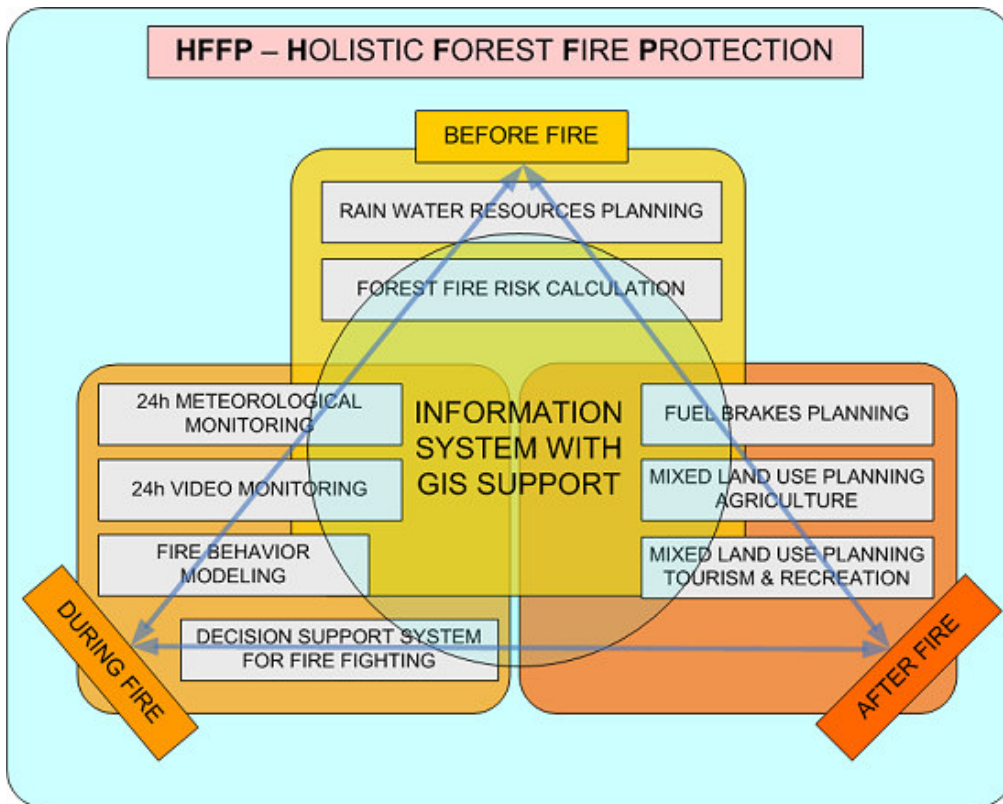 HFFP – HOLISTIC FOREST FIRE PROTECTION
BEFORE FIRE
RAIN WATER RESOURCES PLANNING
FOREST FIRE RISK CALCULATION
24h METEOROLOGICAL
MONITORING
24h VIDEO MONITORING
FIRE BEHAVIOR
MODELING
DECISION SUPPORT SYSTEM
FOR FIRE FIGHTING
DURING FIRE
INFORMATION
SYSTEM WITH
GIS SUPPORT
FUEL BRAKES PLANNING
MIXED LAND USE PLANNING
AGRICULTURE
MIXED LAND USE PLANNING
TOURISM & RECREATION
AFTER FIRE